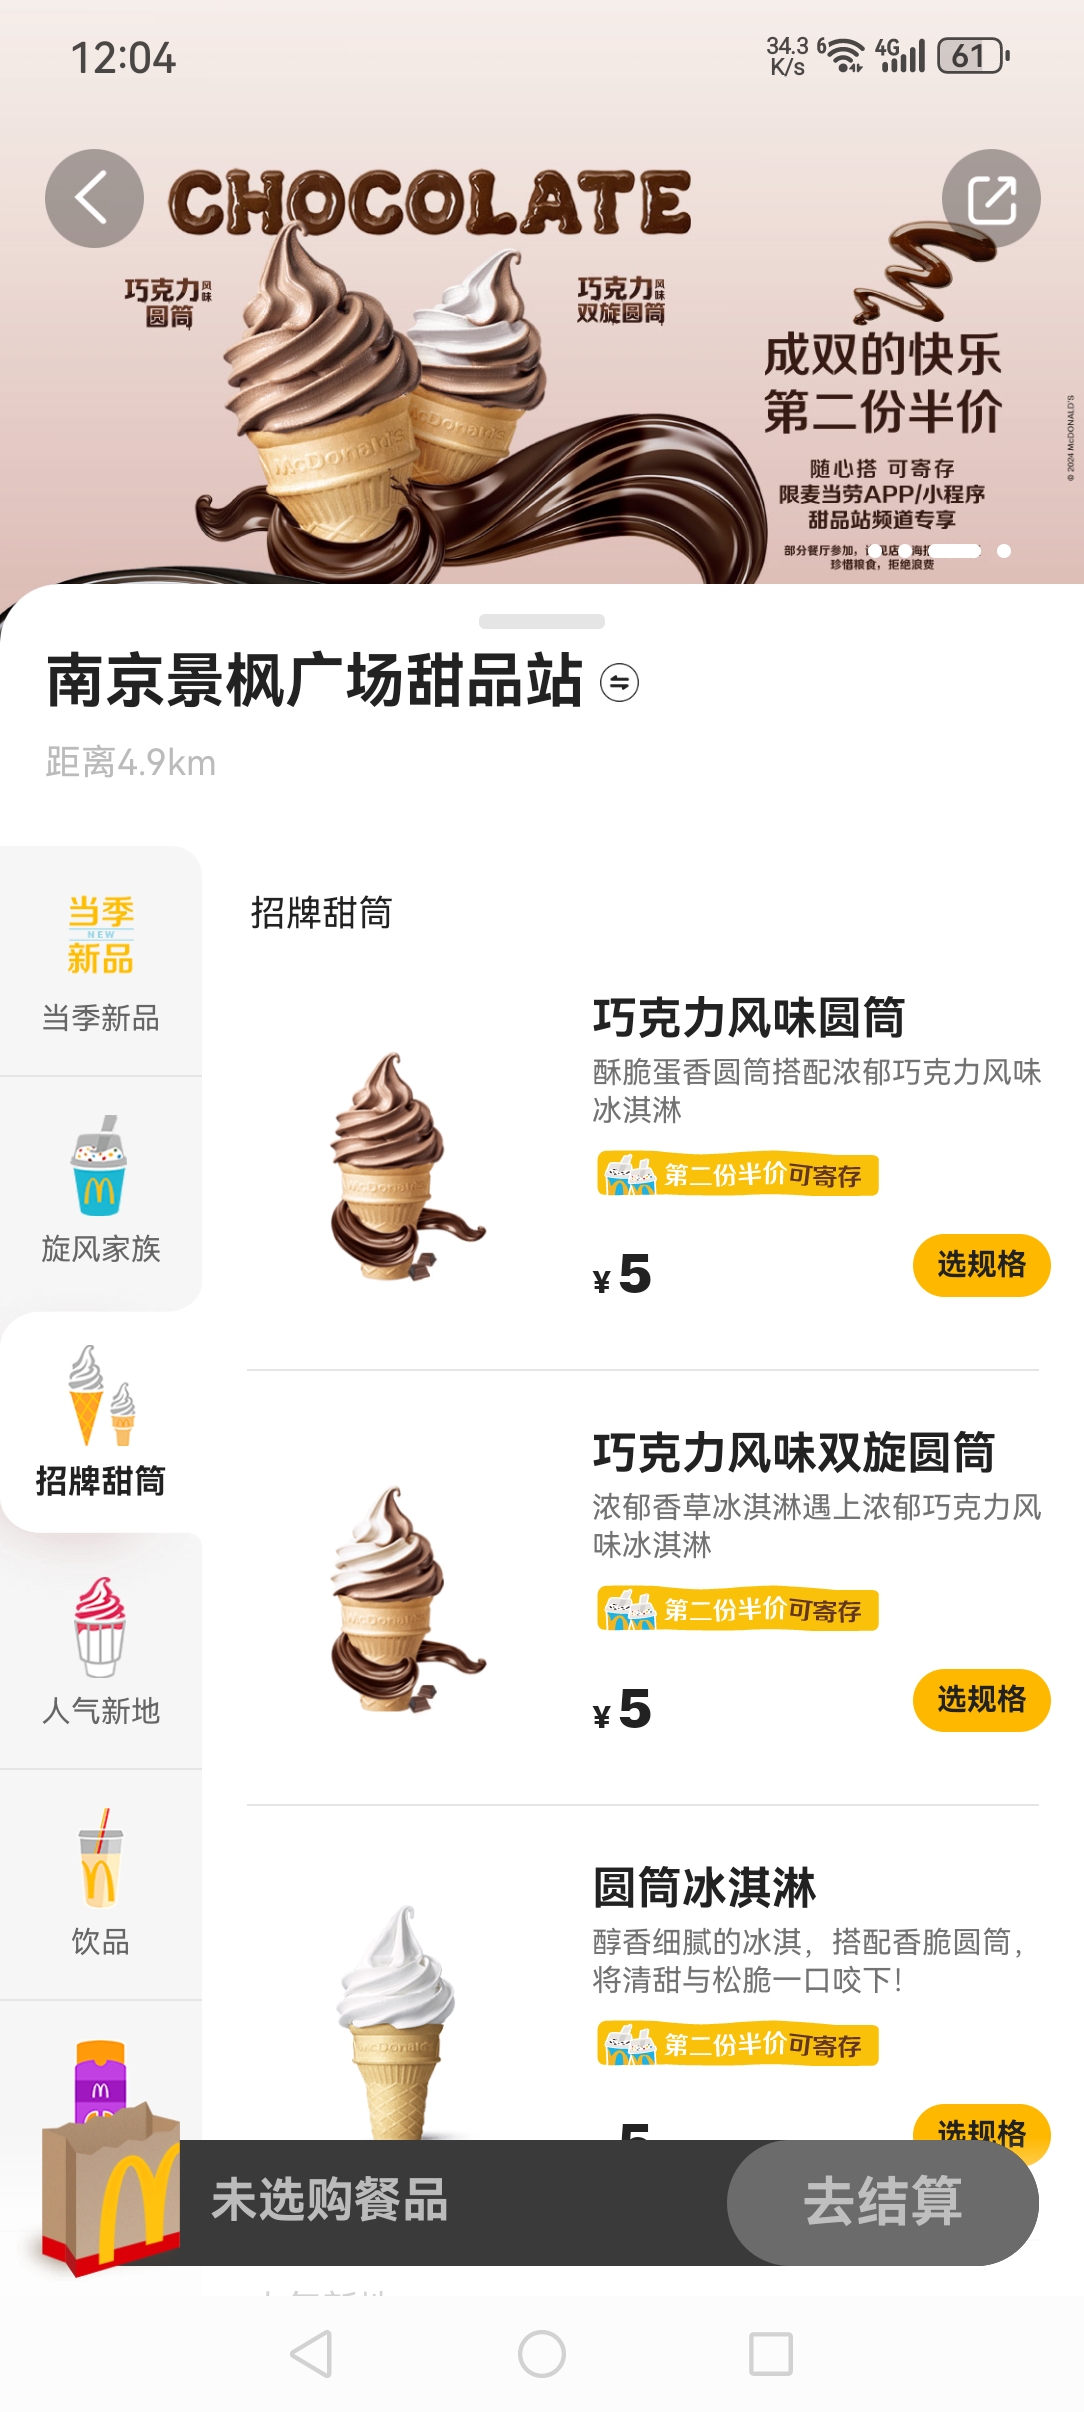 12:04
34.3
K/s
6
4G
61
CHOCOLATE
巧克力风味
圆筒
巧克力风味
双旋圆筒
成双的快乐
第二份半价
随心搭 可寄存
限麦当劳APP/小程序
甜品站频道专享
珍惜粮食，拒绝浪费
© 2024 McDONALD'S
McDonald's
McDonald's
南京景枫广场甜品站
距离4.9km
当季
NEW
新品
当季新品
旋风家族
招牌甜筒
人气新地
饮品
招牌甜筒
巧克力风味圆筒
酥脆蛋香圆筒搭配浓郁巧克力风味
冰淇淋
第二份半价可寄存
¥5
选规格
巧克力风味双旋圆筒
浓郁香草冰淇淋遇上浓郁巧克力风
味冰淇淋
第二份半价可寄存
¥5
选规格
圆筒冰淇淋
醇香细腻的冰淇，搭配香脆圆筒，
将清甜与松脆一口咬下！
第二份半价可寄存
5
选规格
未选购餐品
去结算